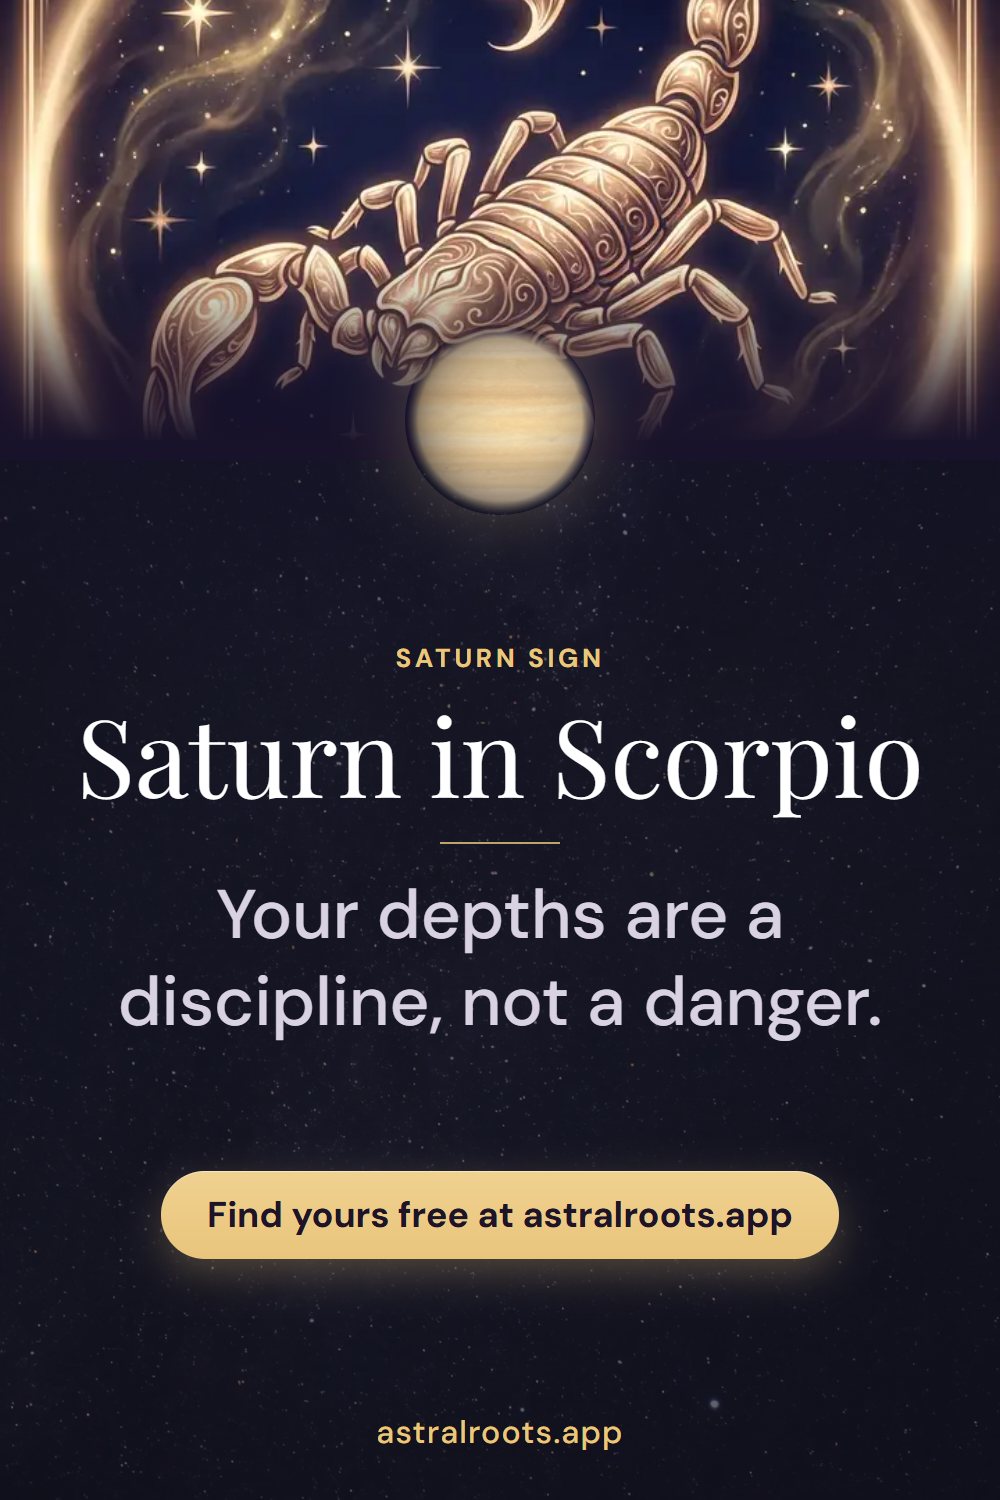 SATURN SIGN
Saturn in Scorpio
Your depths are a
discipline, not a danger.
Find yours free at astralroots.app
astralroots.app